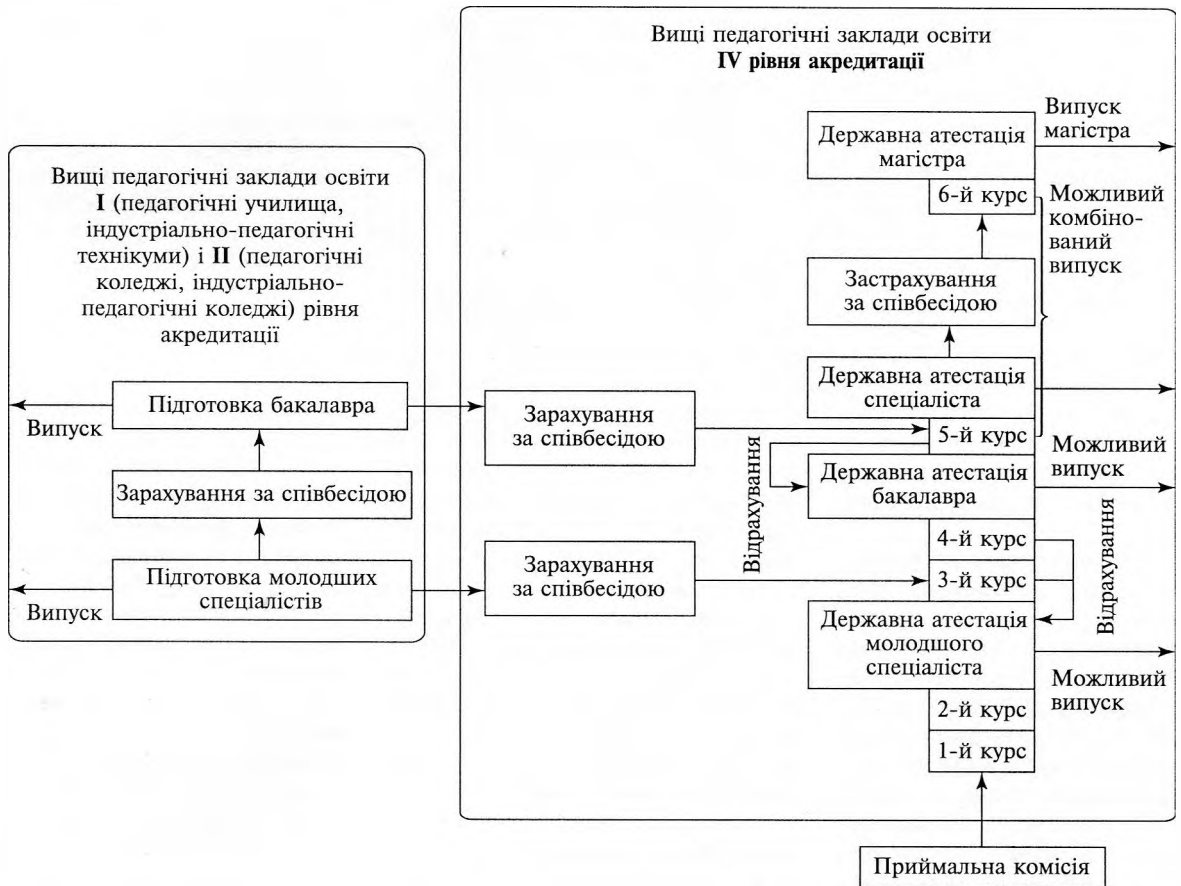 Вищі педагогічні заклади освіти
IV рівня акредитації
Випуск
магістра
Державна атестація
магістра
6-й курс
Можливий
комбіно-
ваний
випуск
Застрахування
за співбесідою
Державна атестація
спеціаліста
5-й курс
Можливий
випуск
Державна атестація
бакалавра
Відрахування
4-й курс
3-й курс
Відрахування
Державна атестація
молодшого
спеціаліста
Можливий
випуск
2-й курс
1-й курс
Приймальна комісія
Зарахування
за співбесідою
Зарахування
за співбесідою
Вищі педагогічні заклади освіти
I (педагогічні училища,
індустріально-педагогічні
технікуми) і II (педагогічні
коледжі, індустріально-
педагогічні коледжі) рівня
акредитації
Підготовка бакалавра
Випуск
Зарахування за співбесідою
Підготовка молодших
спеціалістів
Випуск